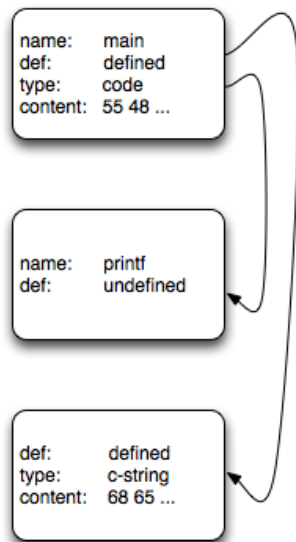 name: main
def: defined
type: code
content: 55 48 ...
name: printf
def: undefined
def: defined
type: c-string
content: 68 65 ...